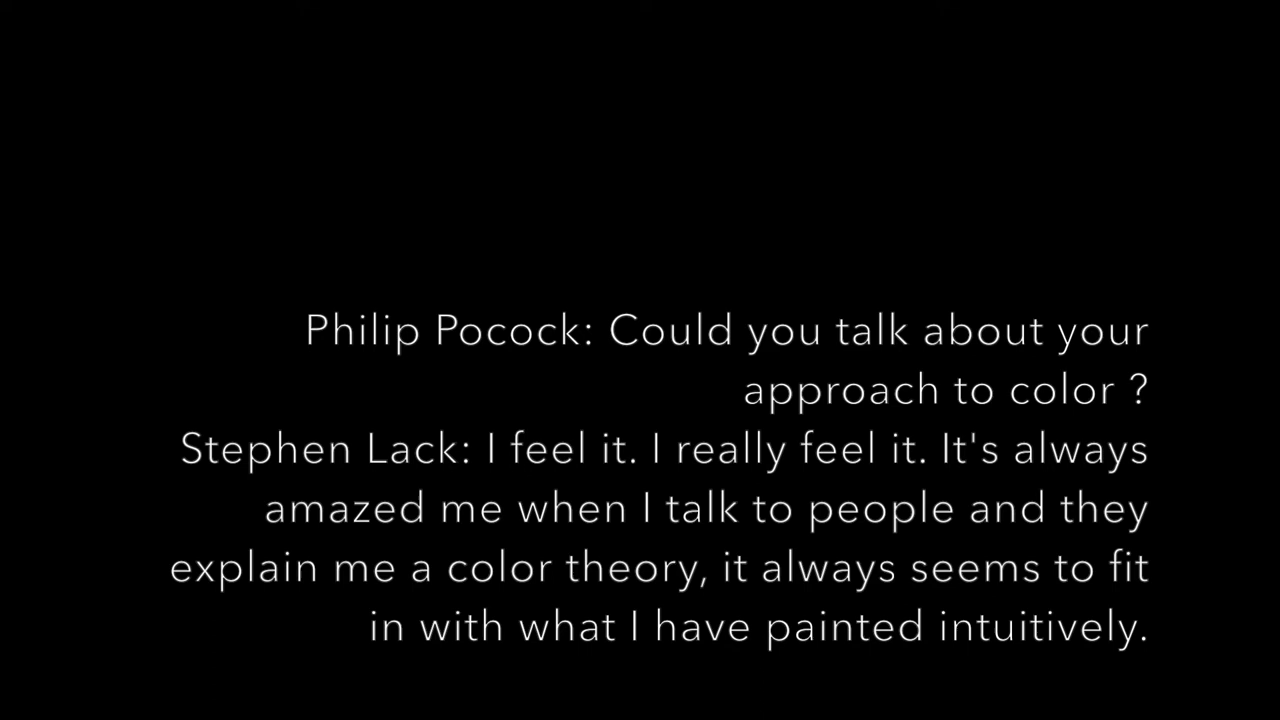 Philip Pocock: Could you talk about your
approach to color ?
Stephen Lack: I feel it. I really feel it. It's always
amazed me when I talk to people and they
explain me a color theory, it always seems to fit
in with what I have painted intuitively.